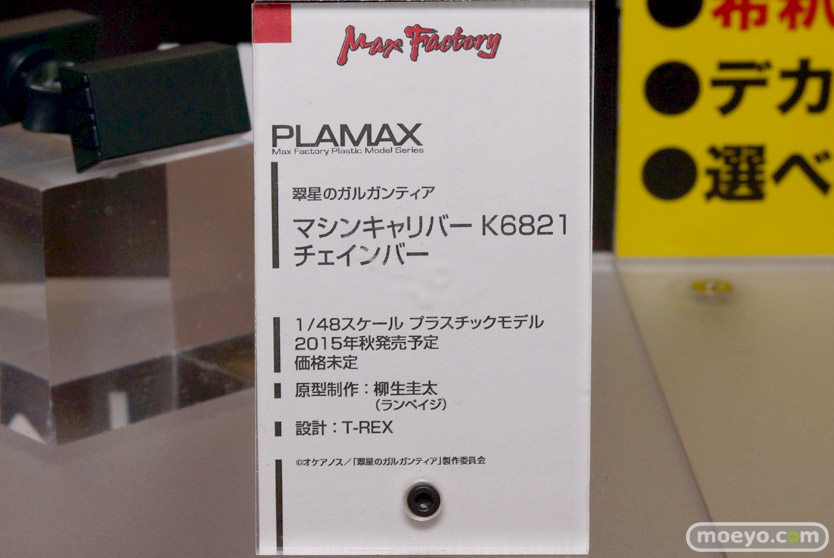 Max Factory
PLAMAX
Max Factory Plastic Model Series
翠星のガルガンティア
マシンキャリバー K6821
チェインバー
1/48スケール プラスチックモデル
2015年秋発売予定
価格未定
原型制作：柳生圭太
（ランペイジ）
設計：T-REX
©オケアノス／「翠星のガルガンティア」製作委員会
●デカ
●選べ
moeyo.com